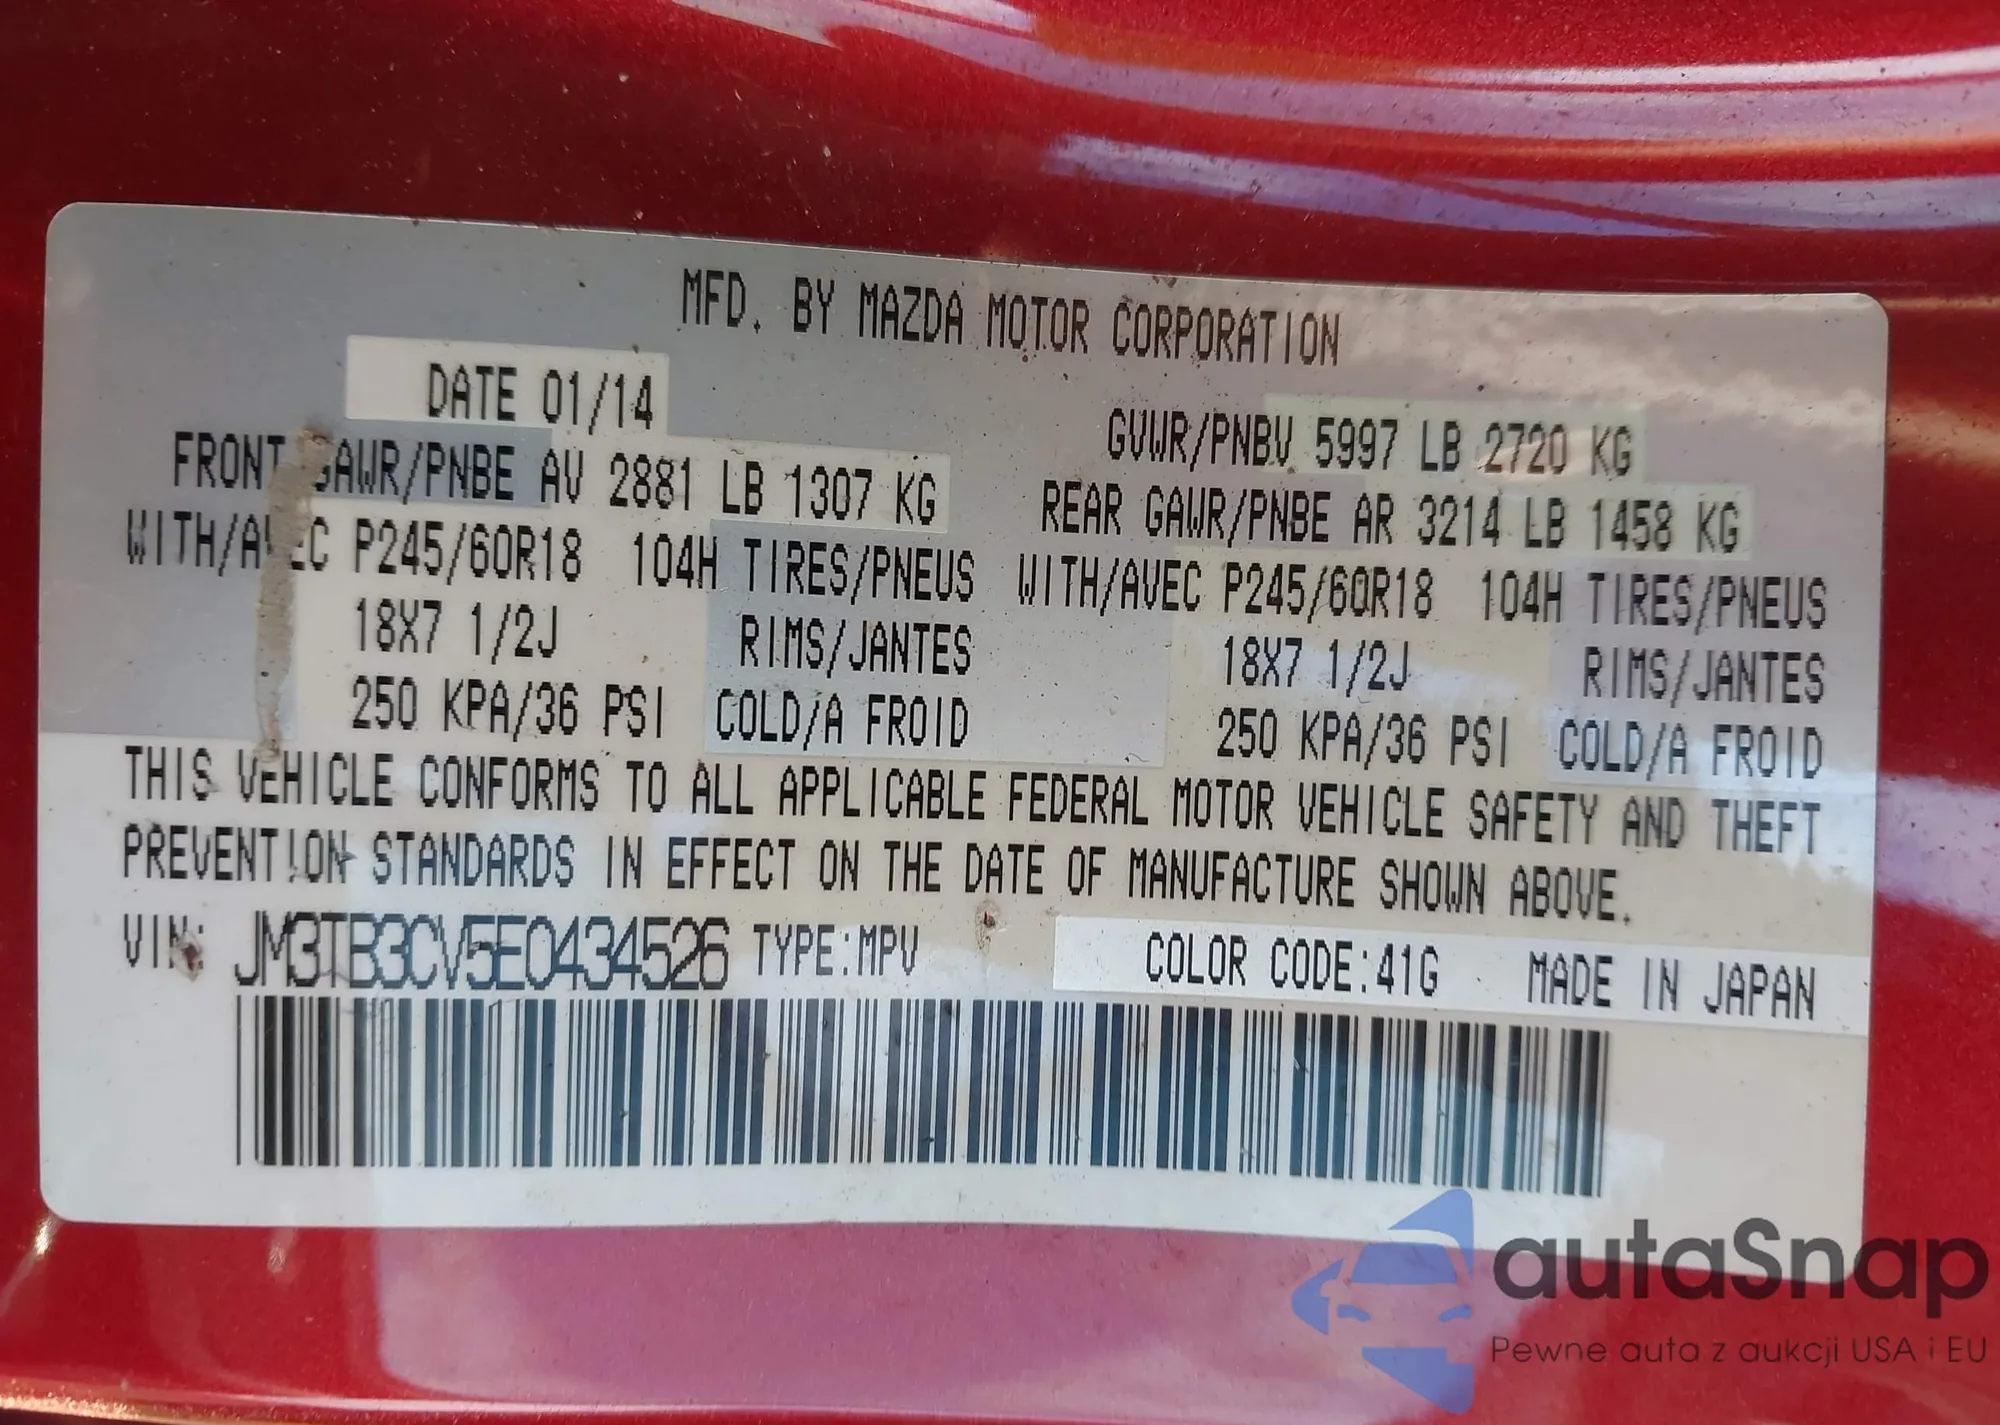 MFD. BY MAZDA MOTOR CORPORATION
DATE 01/14
GVWR/PNBV 5997 LB 2720 KG
FRONT GAWR/PNBE AV 2881 LB 1307 KG
REAR GAWR/PNBE AR 3214 LB 1458 KG
WITH/AVEC P245/60R18 104H TIRES/PNEUS
WITH/AVEC P245/60R18 104H TIRES/PNEUS
18X7 1/2J RIMS/JANTES
18X7 1/2J RIMS/JANTES
250 KPA/36 PSI COLD/A FROID
250 KPA/36 PSI COLD/A FROID
THIS VEHICLE CONFORMS TO ALL APPLICABLE FEDERAL MOTOR VEHICLE SAFETY AND THEFT
PREVENTION STANDARDS IN EFFECT ON THE DATE OF MANUFACTURE SHOWN ABOVE.
VIN: JM3TB3CV5E0434526 TYPE:MPV COLOR CODE:41G MADE IN JAPAN
autaSnap
Pewne auta z aukcji USA i EU